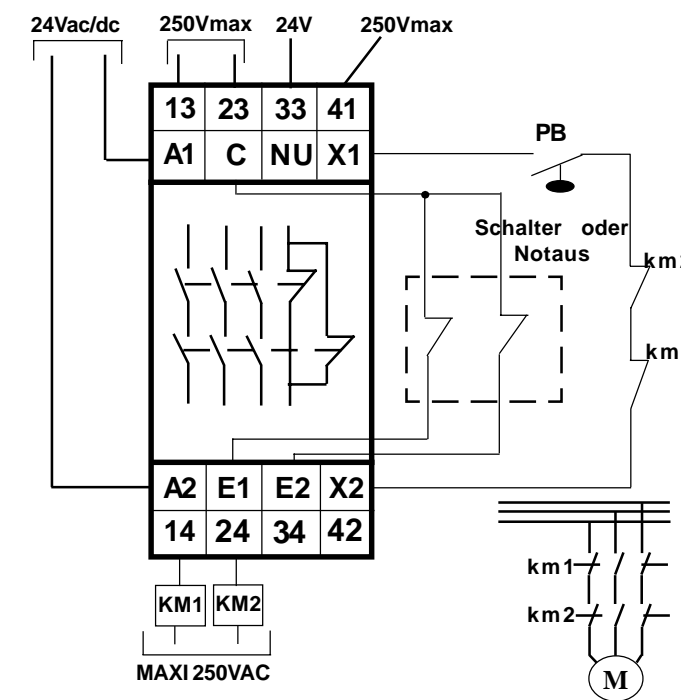 24Vac/dc 250Vmax 24V 250Vmax
13 23 33 41
A1 C NU X1
PB
Schalter oder
Notaus
km2
km
A2 E1 E2 X2
14 24 34 42
km1
KM1 KM2
km2
MAXI 250VAC
M